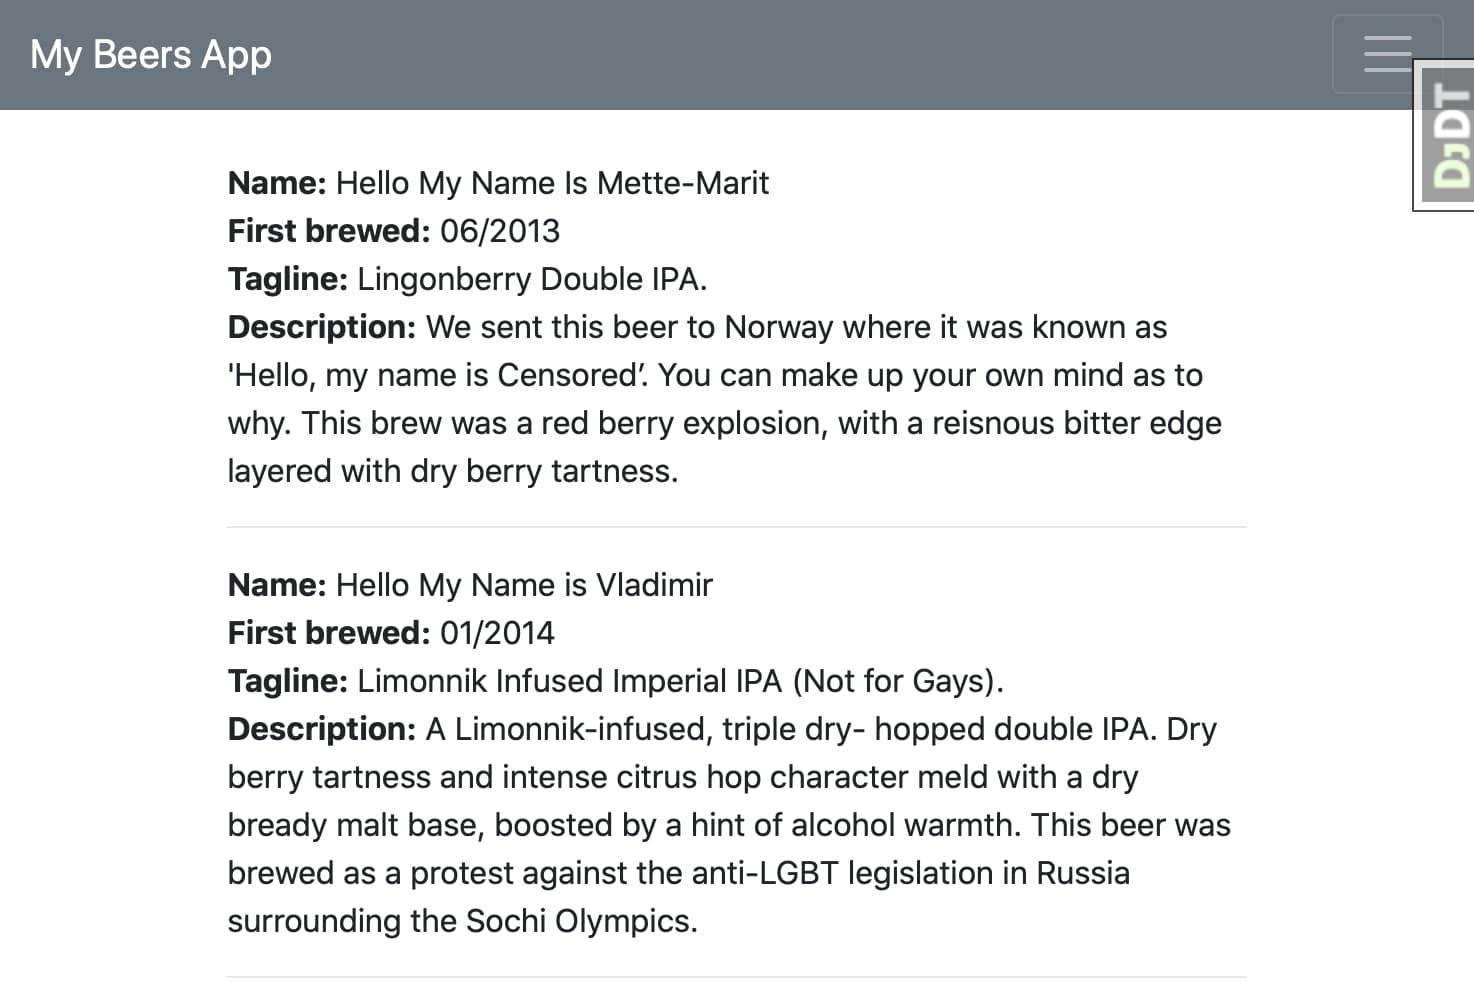 My Beers App
DJDT
Name: Hello My Name Is Mette-Marit
First brewed: 06/2013
Tagline: Lingonberry Double IPA.
Description: We sent this beer to Norway where it was known as
'Hello, my name is Censored’. You can make up your own mind as to
why. This brew was a red berry explosion, with a reisnous bitter edge
layered with dry berry tartness.
Name: Hello My Name is Vladimir
First brewed: 01/2014
Tagline: Limonnik Infused Imperial IPA (Not for Gays).
Description: A Limonnik-infused, triple dry- hopped double IPA. Dry
berry tartness and intense citrus hop character meld with a dry
bready malt base, boosted by a hint of alcohol warmth. This beer was
brewed as a protest against the anti-LGBT legislation in Russia
surrounding the Sochi Olympics.